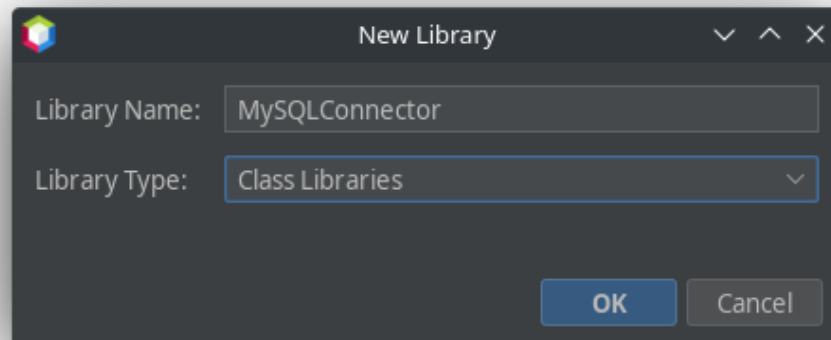 New Library
Library Name: MySQLConnector
Library Type: Class Libraries
OK Cancel